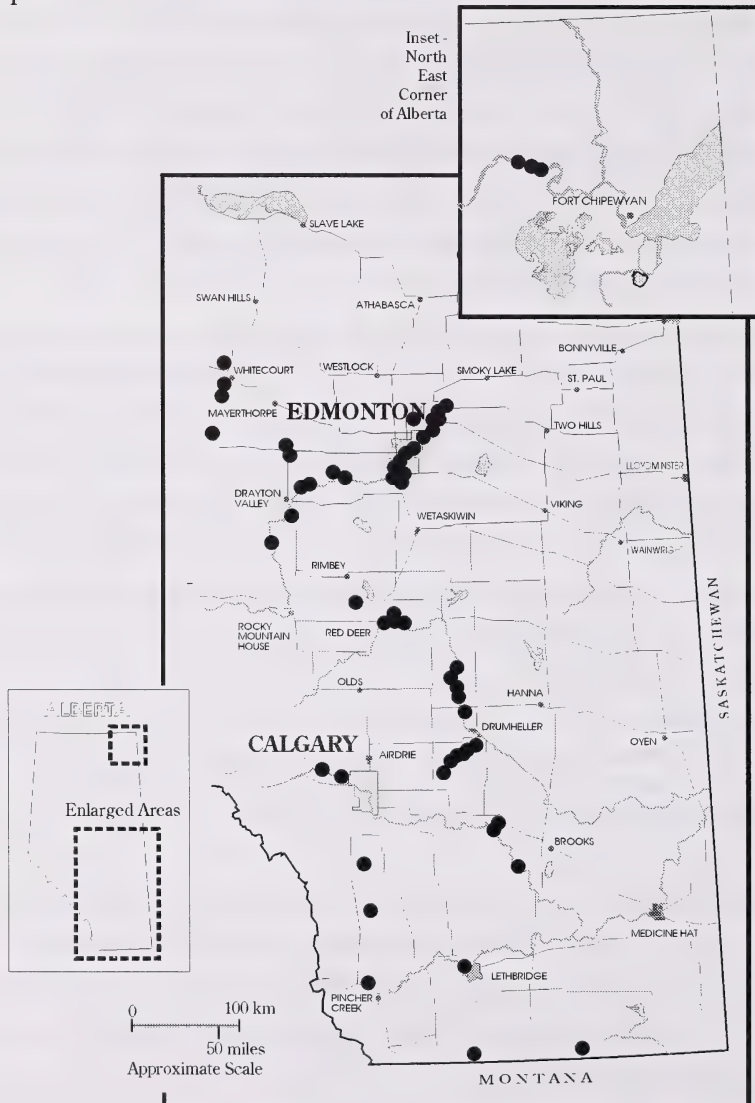 Inset -
North
East
Corner
of Alberta
FORT CHIPEWYAN
SLAVE LAKE
SWAN HILLS
ATHABASCA
BONNYVILLE
WHITECOURT
WESTLOCK
SMOKY LAKE
ST. PAUL
MAYERTHORPE
EDMONTON
TWO HILLS
LLOYDMINSTER
DRAYTON
VALLEY
VIKING
WETASKIWIN
WAINWRIG
RIMBEY
ROCKY
MOUNTAIN
HOUSE
RED DEER
SASKATCHEWAN
OLDS
HANNA
DRUMHELLER
OYEN
CALGARY
AIRDRIE
ALBERTA
Enlarged Areas
BROOKS
MEDICINE HAT
LETHBRIDGE
PINCHER
CREEK
0 100 km
50 miles
Approximate Scale
MONTANA